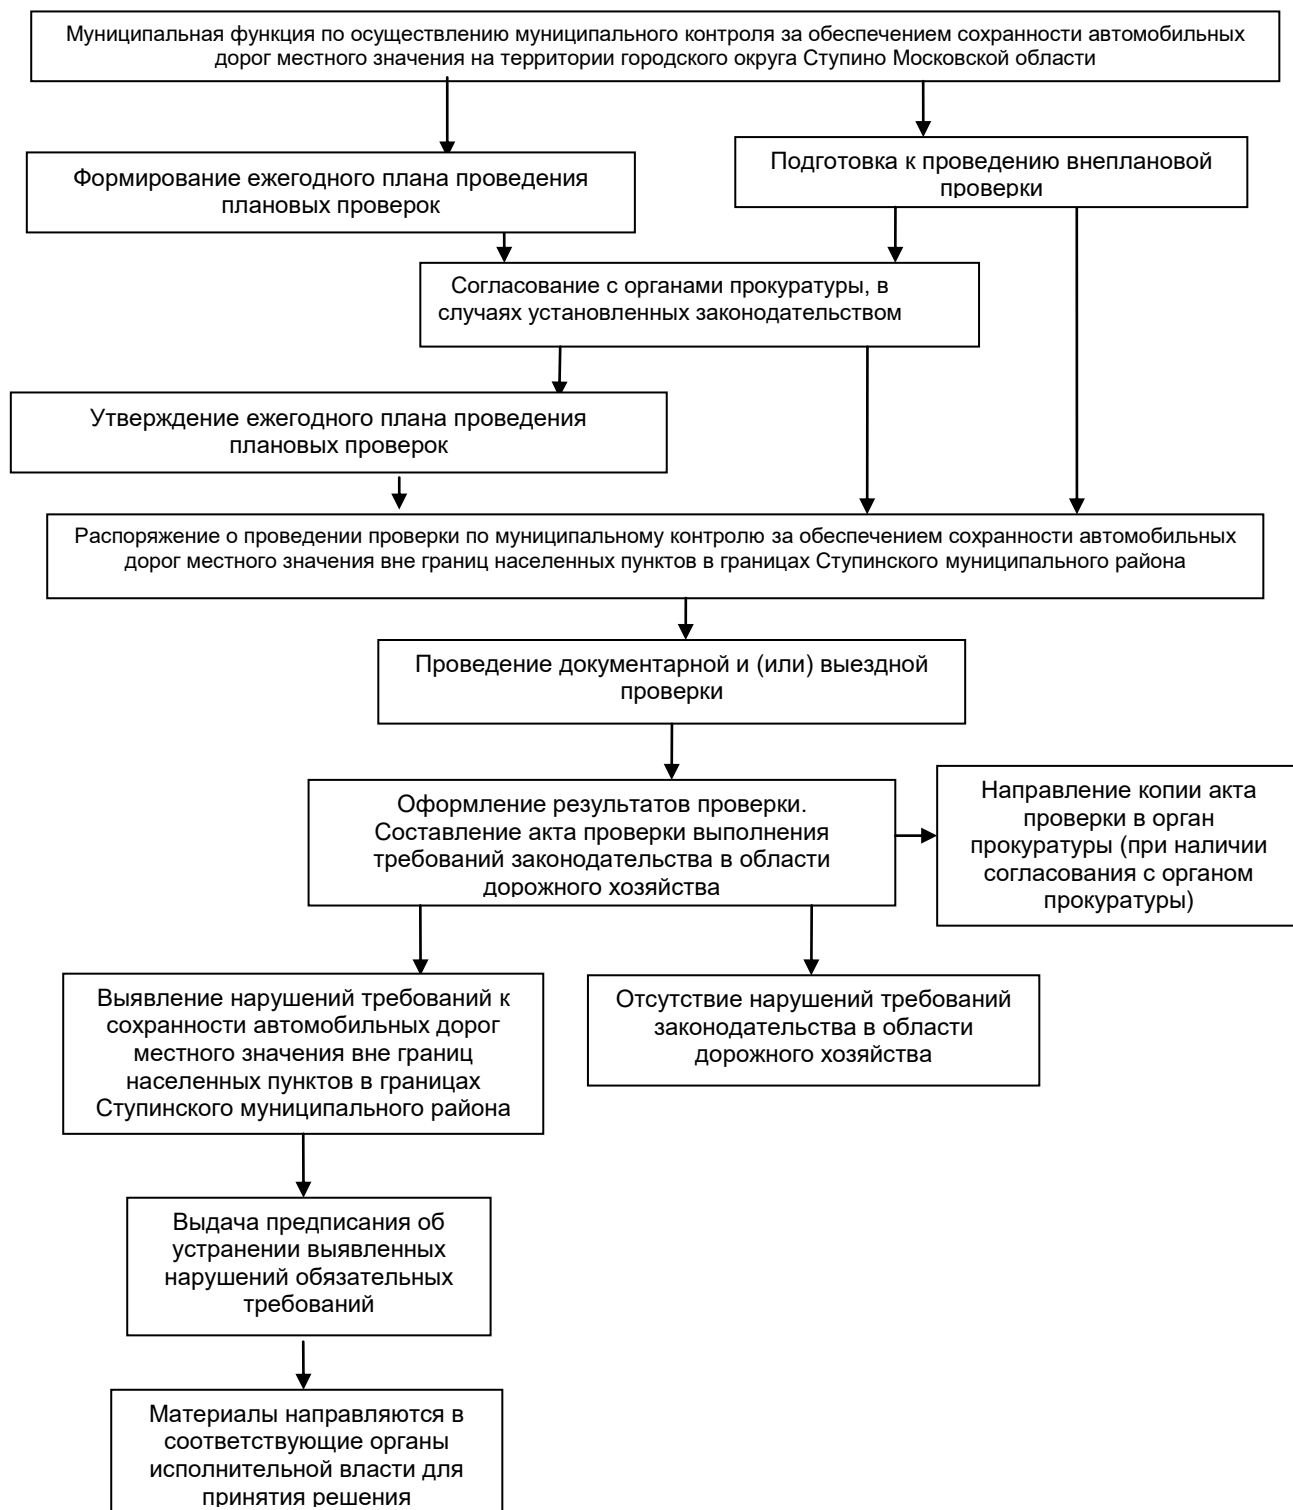 Муниципальная функция по осуществлению муниципального контроля за обеспечением сохранности автомобильных
дорог местного значения на территории городского округа Ступино Московской области
Формирование ежегодного плана проведения
плановых проверок
Подготовка к проведению внеплановой
проверки
Согласование с органами прокуратуры, в
случаях установленных законодательством
Утверждение ежегодного плана проведения
плановых проверок
Распоряжение о проведении проверки по муниципальному контролю за обеспечением сохранности автомобильных
дорог местного значения вне границ населенных пунктов в границах Ступинского муниципального района
Проведение документарной и (или) выездной
проверки
Оформление результатов проверки.
Составление акта проверки выполнения
требований законодательства в области
дорожного хозяйства
Направление копии акта
проверки в орган
прокуратуры (при наличии
согласования с органом
прокуратуры)
Выявление нарушений требований к
сохранности автомобильных дорог
местного значения вне границ
населенных пунктов в границах
Ступинского муниципального района
Отсутствие нарушений требований
законодательства в области
дорожного хозяйства
Выдача предписания об
устранении выявленных
нарушений обязательных
требований
Материалы направляются в
соответствующие органы
исполнительной власти для
принятия решения